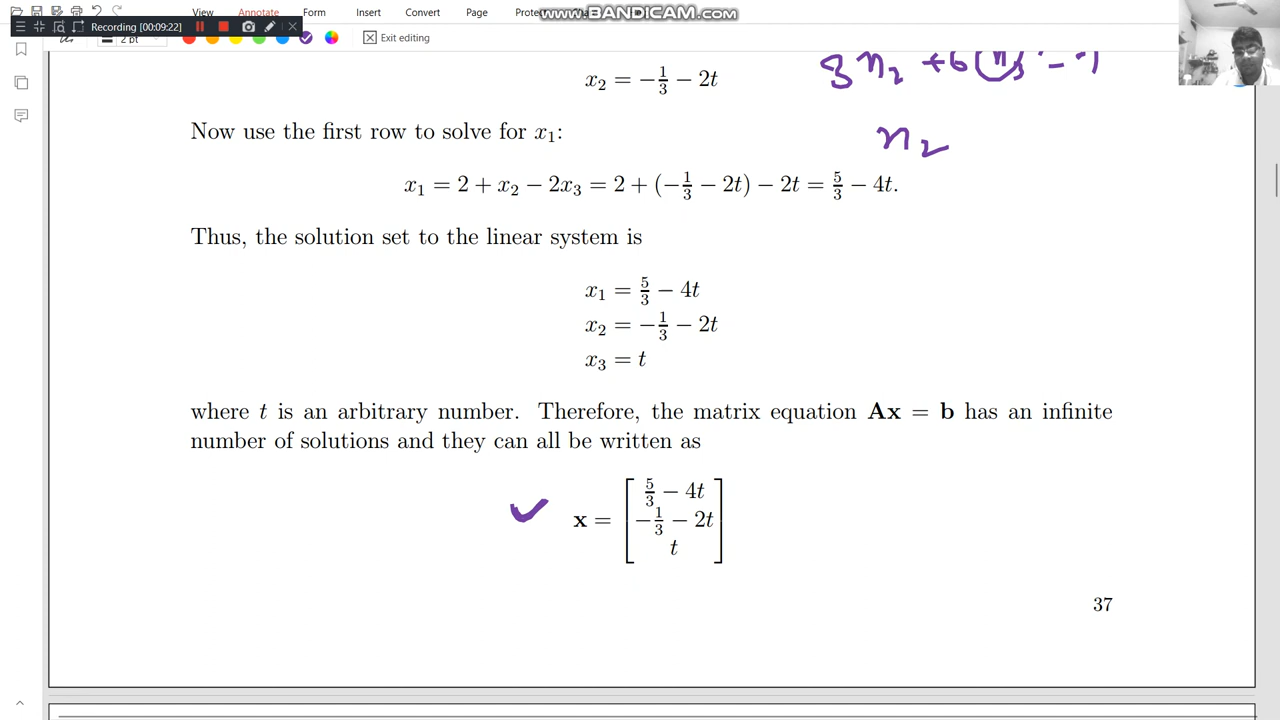 www.BANDICAM.com
View Form Insert Convert Page Prote
Recording [00:09:22]
Annotate
2 pt
Exit editing
x₂ = −1/3 − 2t
3x₂ + 6
Now use the first row to solve for x₁:
x₂
x₁ = 2 + x₂ − 2x₃ = 2 + (−1/3 − 2t) − 2t = 5/3 − 4t.
Thus, the solution set to the linear system is
x₁ = 5/3 − 4t
x₂ = −1/3 − 2t
x₃ = t
where t is an arbitrary number. Therefore, the matrix equation Ax = b has an infinite
number of solutions and they can all be written as
5/3 − 4t
x = −1/3 − 2t
t
37